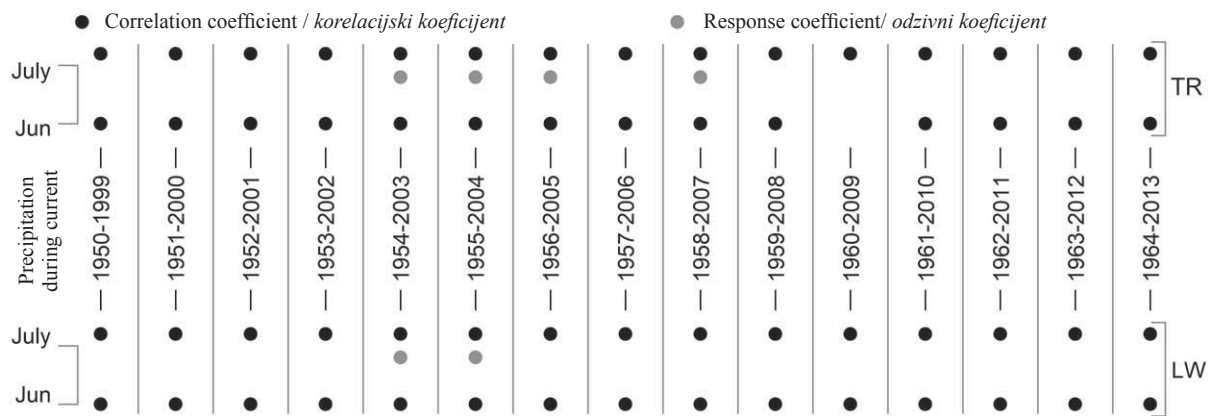 Correlation coefficient / korelacijski koeficijent
Response coefficient/ odzivni koeficijent
July
Jun
TR
Precipitation
during current
1950-1999
1951-2000
1952-2001
1953-2002
1954-2003
1955-2004
1956-2005
1957-2006
1958-2007
1959-2008
1960-2009
1961-2010
1962-2011
1963-2012
1964-2013
July
Jun
LW